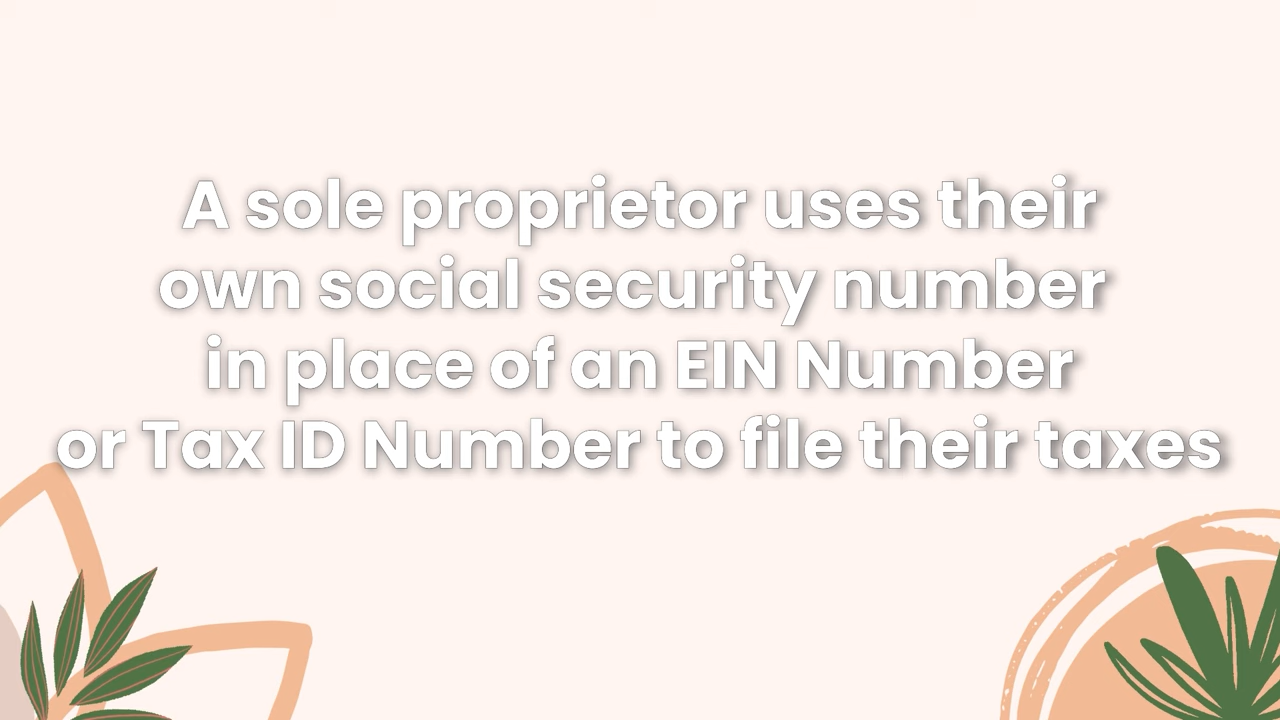 A sole proprietor uses their
own social security number
in place of an EIN Number
or Tax ID Number to file their taxes